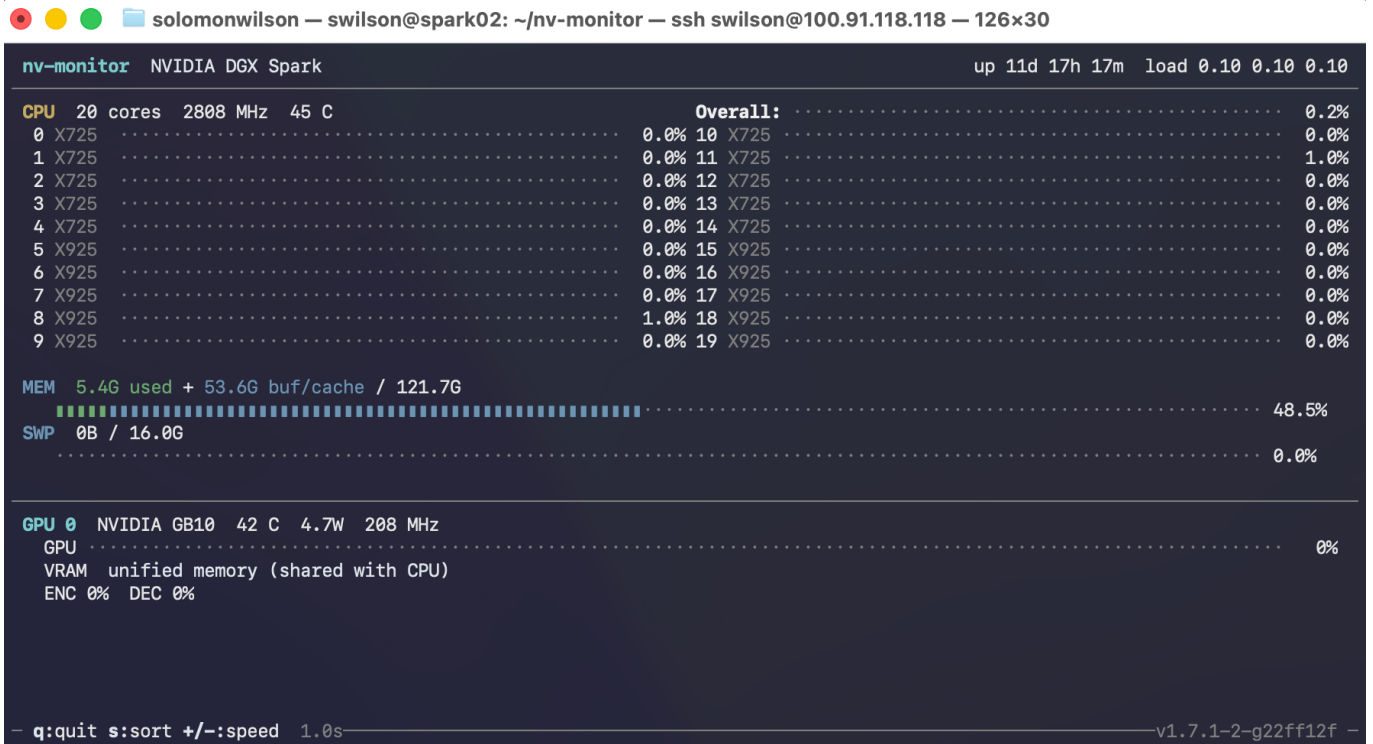 solomonwilson — swilson@spark02: ~/nv-monitor — ssh swilson@100.91.118.118 — 126×30
nv-monitor NVIDIA DGX Spark up 11d 17h 17m load 0.10 0.10 0.10
CPU 20 cores 2808 MHz 45 C Overall: 0.2%
0 X725 0.0% 10 X725 0.0%
1 X725 0.0% 11 X725 1.0%
2 X725 0.0% 12 X725 0.0%
3 X725 0.0% 13 X725 0.0%
4 X725 0.0% 14 X725 0.0%
5 X925 0.0% 15 X925 0.0%
6 X925 0.0% 16 X925 0.0%
7 X925 0.0% 17 X925 0.0%
8 X925 1.0% 18 X925 0.0%
9 X925 0.0% 19 X925 0.0%
MEM 5.4G used + 53.6G buf/cache / 121.7G
48.5%
SWP 0B / 16.0G
0.0%
GPU 0 NVIDIA GB10 42 C 4.7W 208 MHz
GPU 0%
VRAM unified memory (shared with CPU)
ENC 0% DEC 0%
q:quit s:sort +/-:speed 1.0s v1.7.1-2-g22ff12f